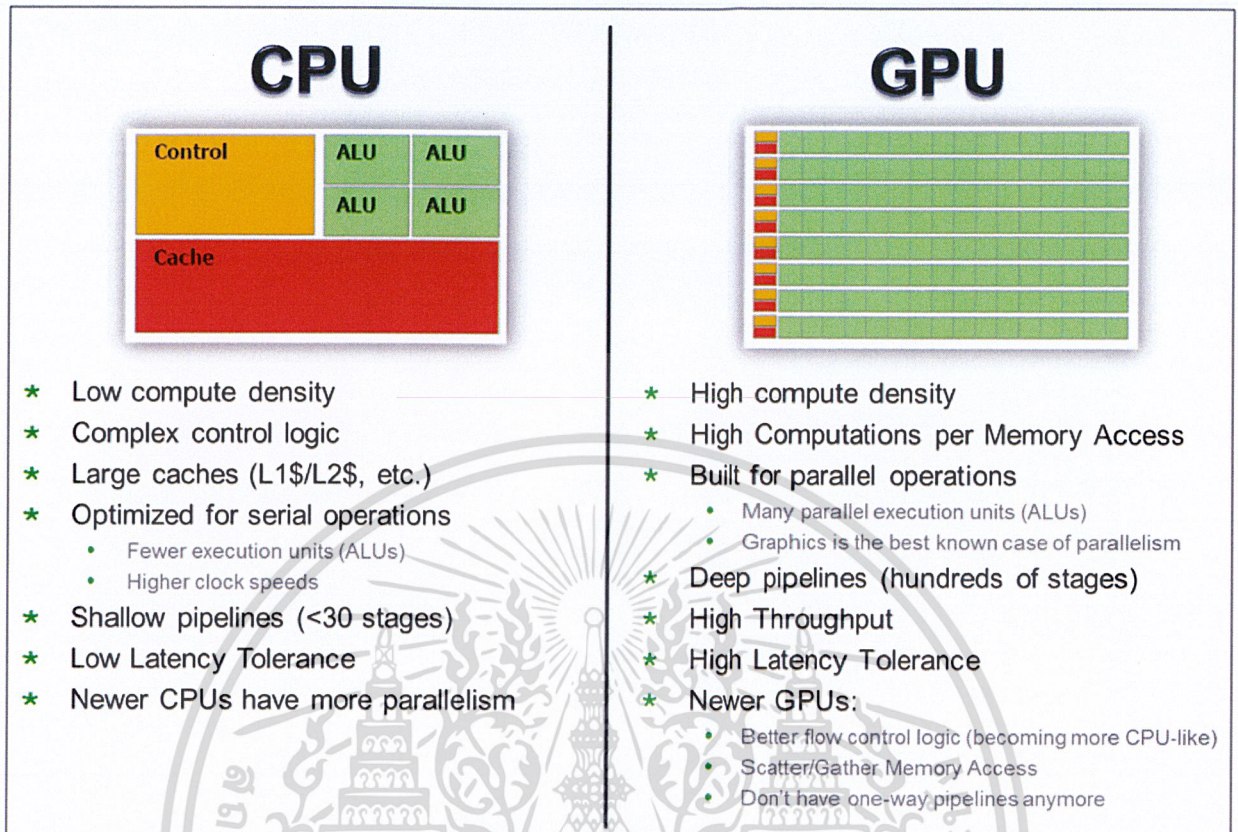 CPU
Control
ALU
ALU
ALU
ALU
Cache
* Low compute density
* Complex control logic
* Large caches (L1$/L2$, etc.)
* Optimized for serial operations
• Fewer execution units (ALUs)
• Higher clock speeds
* Shallow pipelines (<30 stages)
* Low Latency Tolerance
* Newer CPUs have more parallelism
GPU
* High compute density
* High Computations per Memory Access
* Built for parallel operations
• Many parallel execution units (ALUs)
• Graphics is the best known case of parallelism
* Deep pipelines (hundreds of stages)
* High Throughput
* High Latency Tolerance
* Newer GPUs:
• Better flow control logic (becoming more CPU-like)
• Scatter/Gather Memory Access
• Don't have one-way pipelines anymore